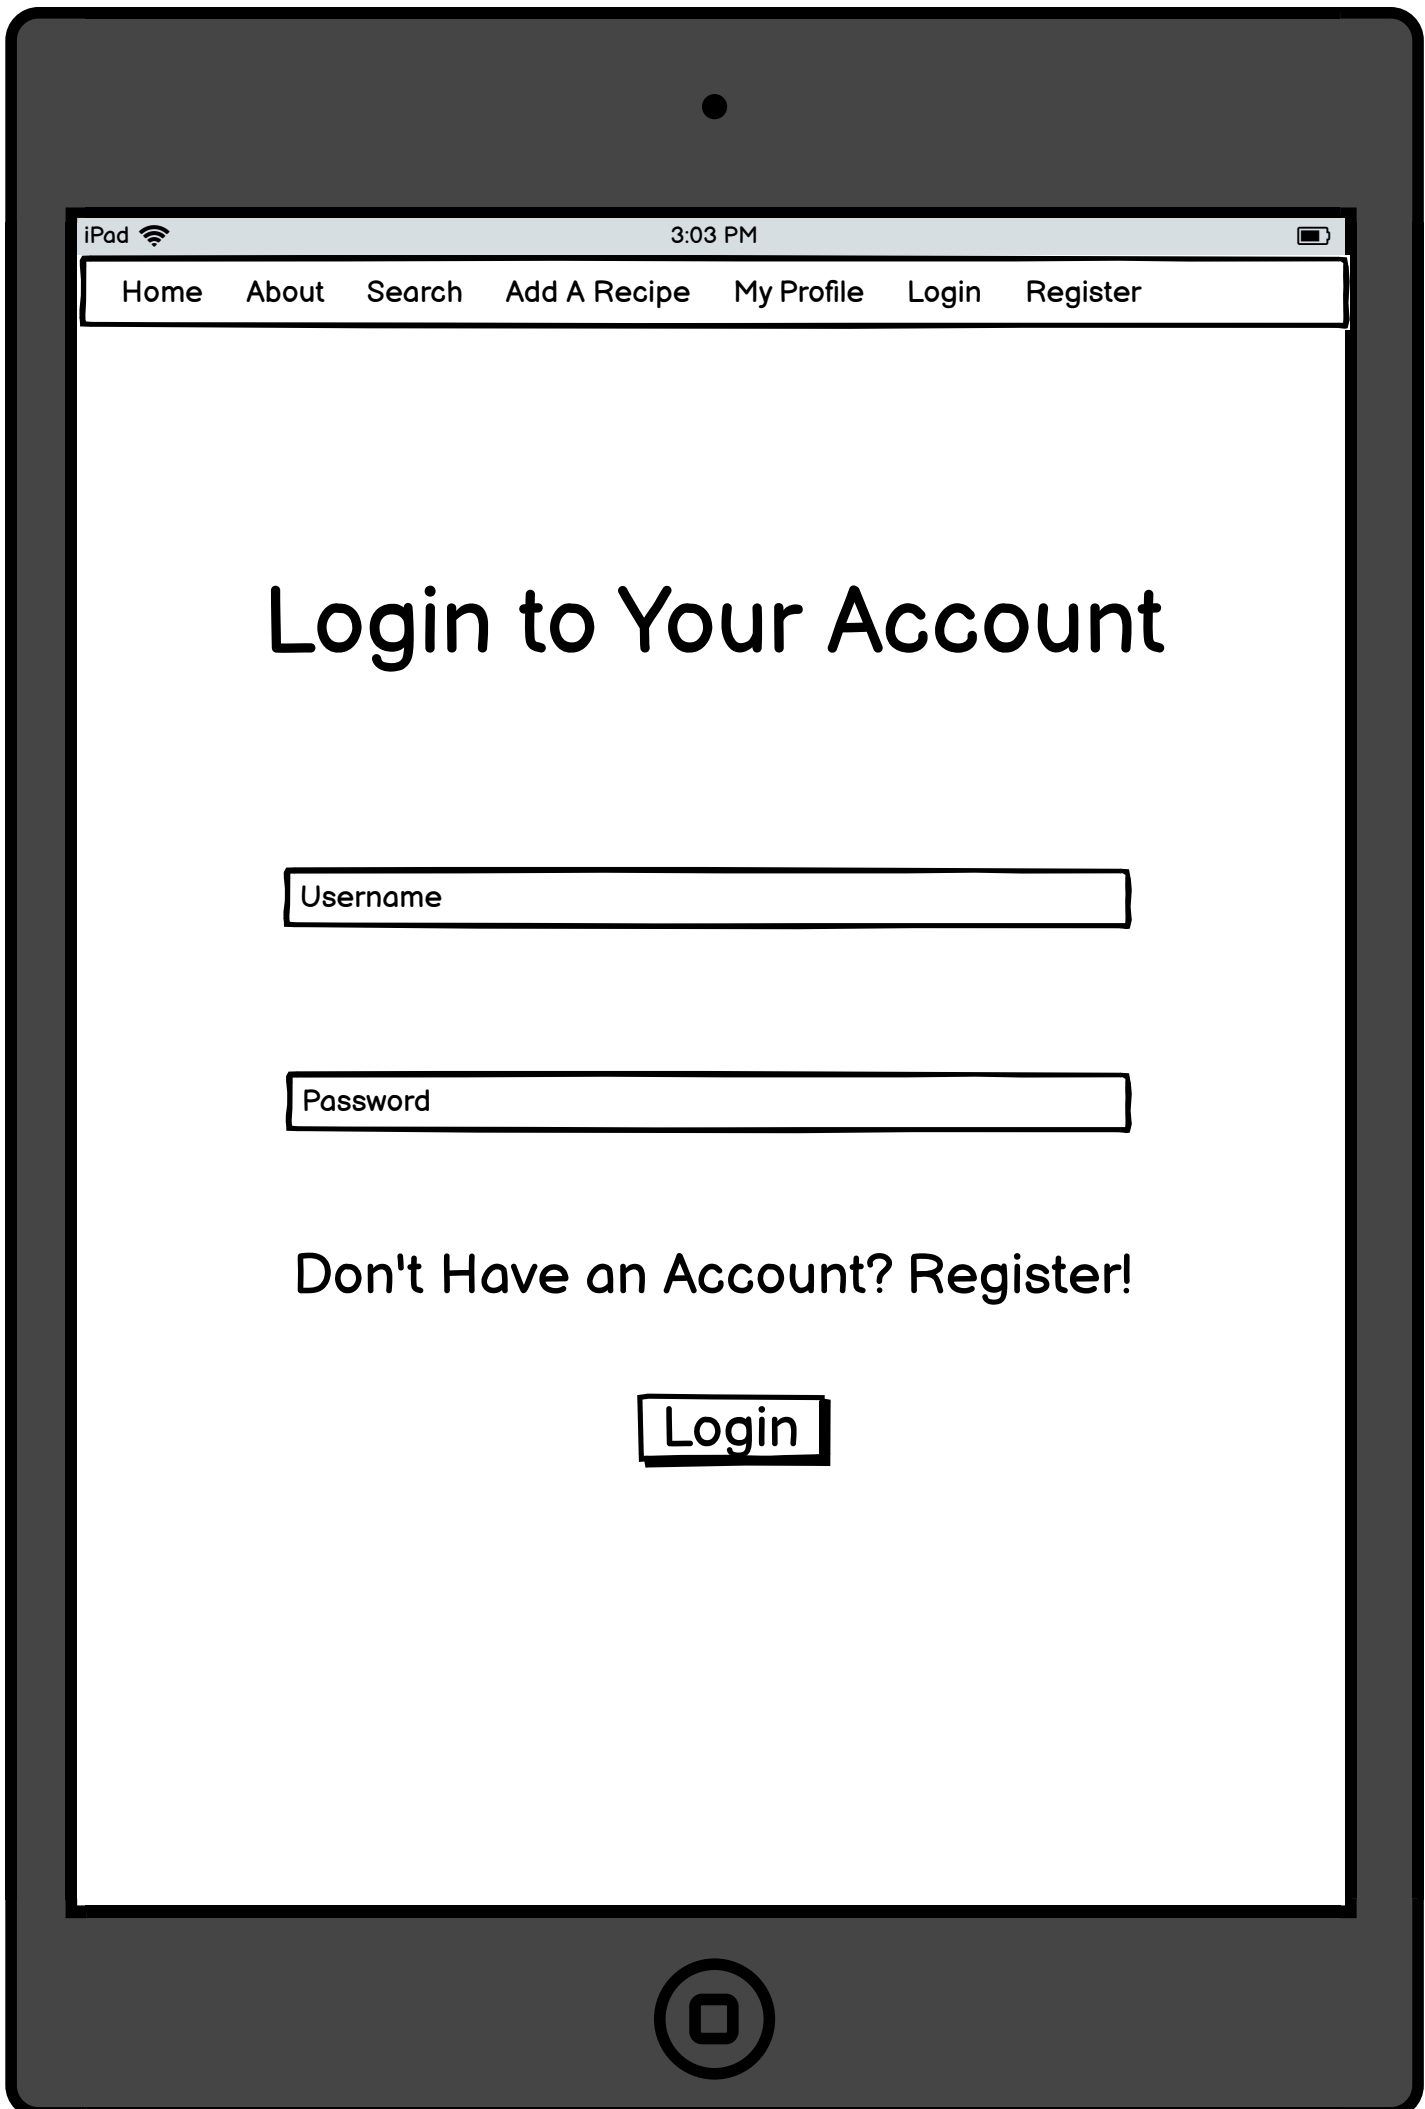 iPad 3:03 PM
Home About Search Add A Recipe My Profile Login Register
Login to Your Account
Username
Password
Don't Have an Account? Register!
Login